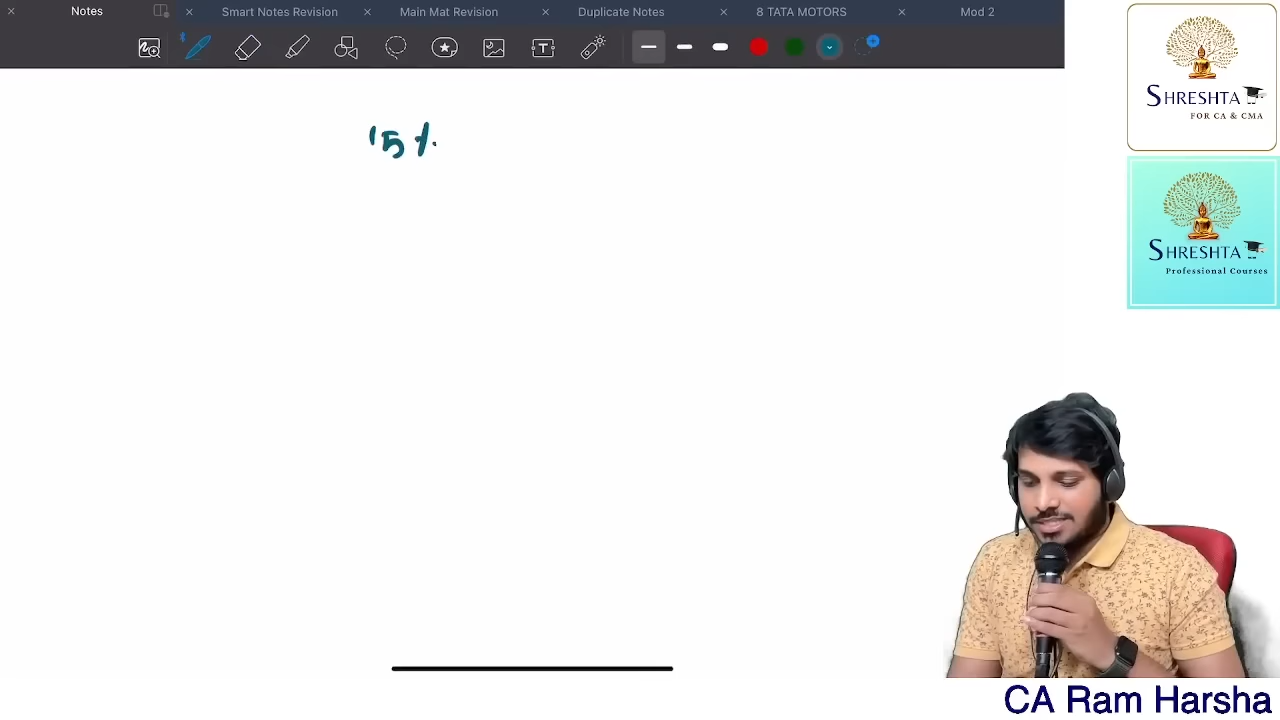 Notes
Smart Notes Revision
Main Mat Revision
Duplicate Notes
8 TATA MOTORS
Mod 2
T
15 %
SHRESHTA
FOR CA & CMA
SHRESHTA
Professional Courses
CA Ram Harsha